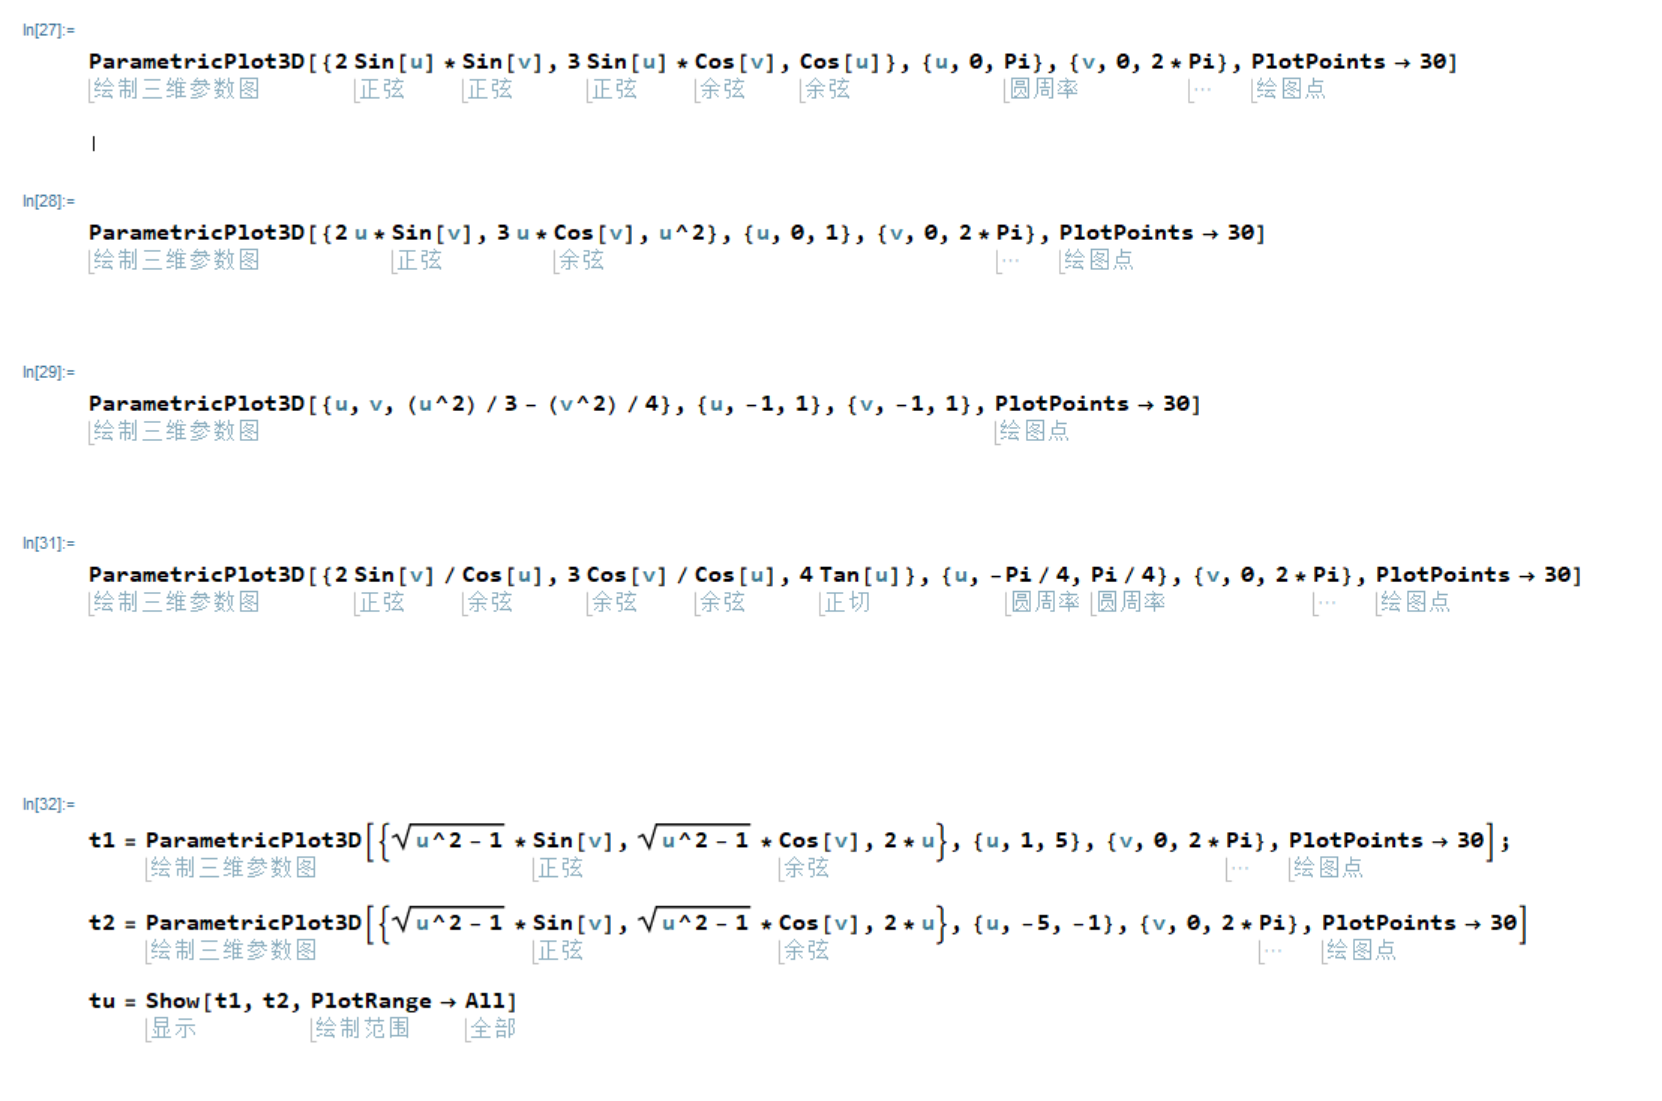 In[27]:=
ParametricPlot3D[{2 Sin[u] * Sin[v], 3 Sin[u] * Cos[v], Cos[u]}, {u, 0, Pi}, {v, 0, 2 * Pi}, PlotPoints → 30]
绘制三维参数图 正弦 正弦 正弦 余弦 余弦 圆周率 ⋯ 绘图点
In[28]:=
ParametricPlot3D[{2 u * Sin[v], 3 u * Cos[v], u^2}, {u, 0, 1}, {v, 0, 2 * Pi}, PlotPoints → 30]
绘制三维参数图 正弦 余弦 ⋯ 绘图点
In[29]:=
ParametricPlot3D[{u, v, (u^2) / 3 - (v^2) / 4}, {u, -1, 1}, {v, -1, 1}, PlotPoints → 30]
绘制三维参数图 绘图点
In[31]:=
ParametricPlot3D[{2 Sin[v] / Cos[u], 3 Cos[v] / Cos[u], 4 Tan[u]}, {u, -Pi / 4, Pi / 4}, {v, 0, 2 * Pi}, PlotPoints → 30]
绘制三维参数图 正弦 余弦 余弦 余弦 正切 圆周率 圆周率 ⋯ 绘图点
In[32]:=
t1 = ParametricPlot3D[{√(u^2 - 1) * Sin[v], √(u^2 - 1) * Cos[v], 2 * u}, {u, 1, 5}, {v, 0, 2 * Pi}, PlotPoints → 30];
绘制三维参数图 正弦 余弦 ⋯ 绘图点
t2 = ParametricPlot3D[{√(u^2 - 1) * Sin[v], √(u^2 - 1) * Cos[v], 2 * u}, {u, -5, -1}, {v, 0, 2 * Pi}, PlotPoints → 30]
绘制三维参数图 正弦 余弦 ⋯ 绘图点
tu = Show[t1, t2, PlotRange → All]
显示 绘制范围 全部